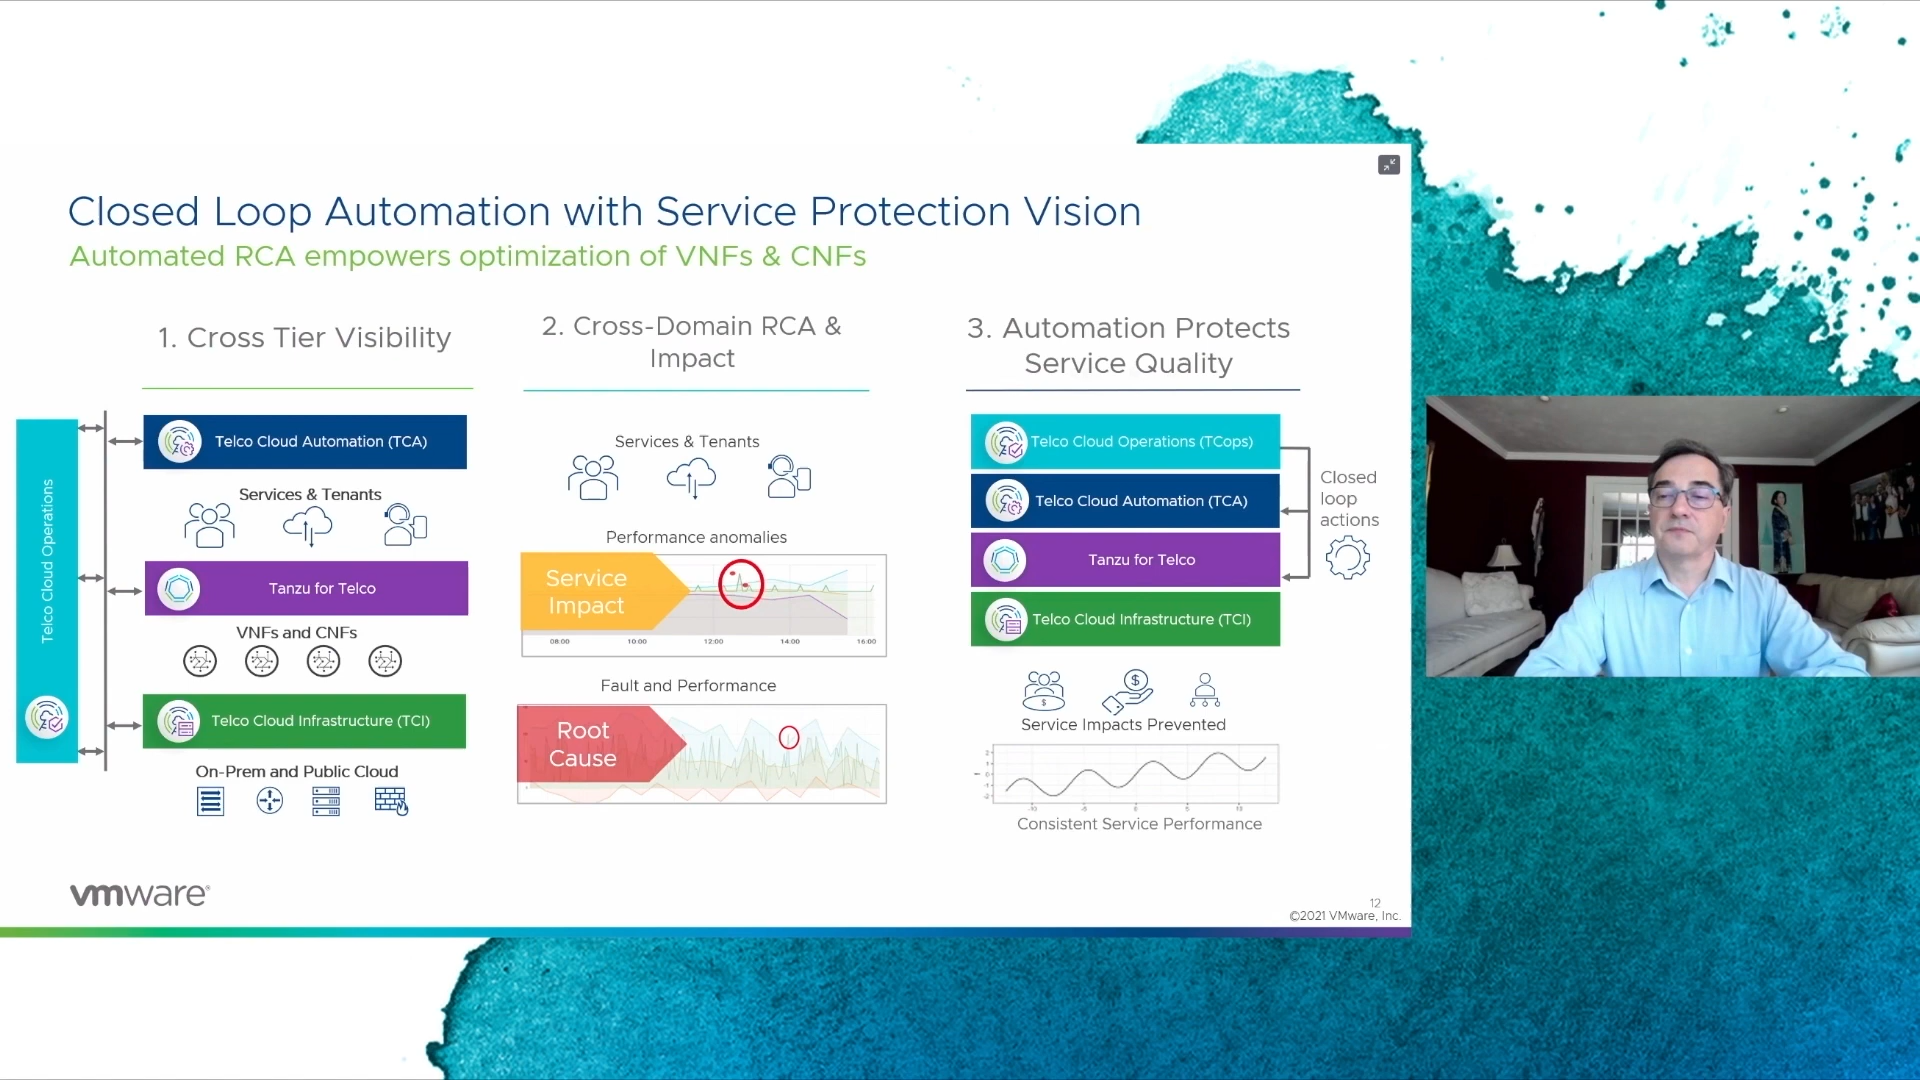 Closed Loop Automation with Service Protection Vision
Automated RCA empowers optimization of VNFs & CNFs
1. Cross Tier Visibility
Telco Cloud Operations
Telco Cloud Automation (TCA)
Services & Tenants
Tanzu for Telco
VNFs and CNFs
Telco Cloud Infrastructure (TCI)
On-Prem and Public Cloud
2. Cross-Domain RCA &
Impact
Services & Tenants
Performance anomalies
Service
Impact
08:00 10:00 12:00 14:00 16:00
Fault and Performance
Root
Cause
3. Automation Protects
Service Quality
Telco Cloud Operations (TCops)
Telco Cloud Automation (TCA)
Tanzu for Telco
Telco Cloud Infrastructure (TCI)
Closed
loop
actions
Service Impacts Prevented
-10 -5 0 5 10
Consistent Service Performance
vmware®
12
©2021 VMware, Inc.